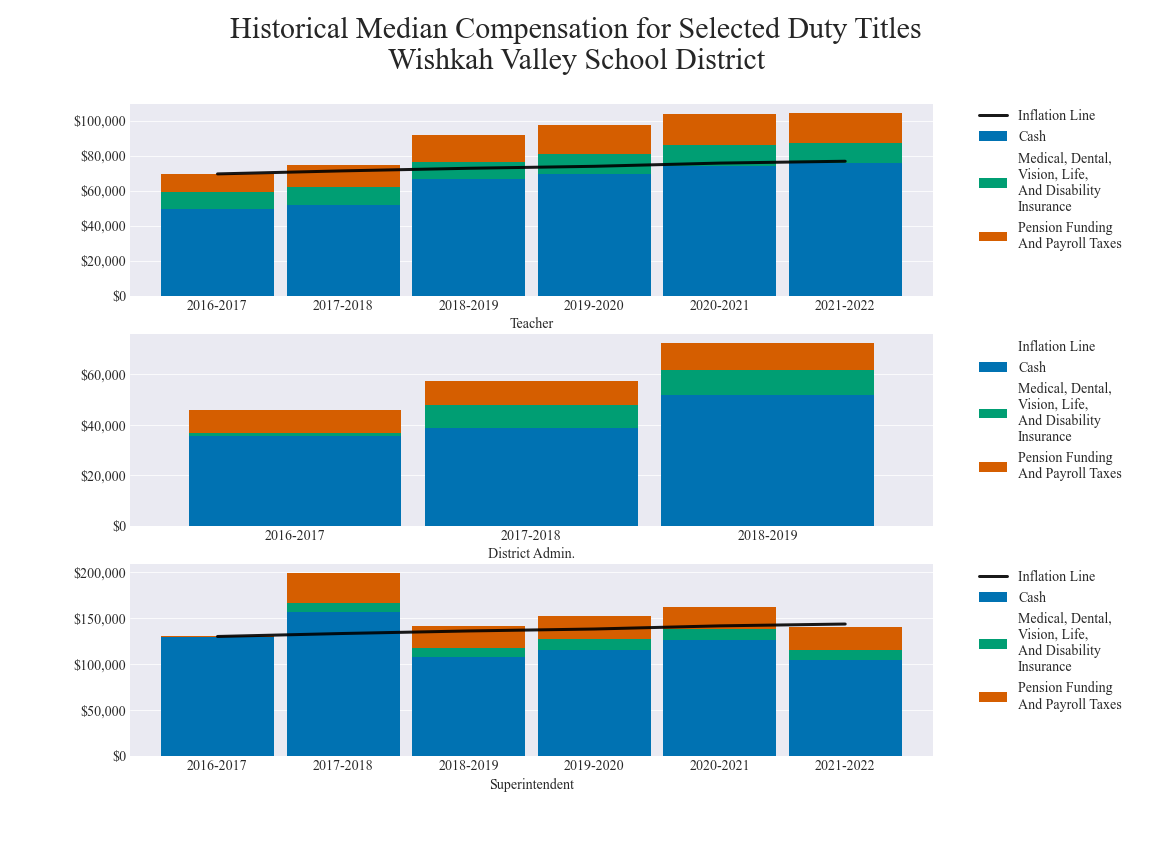 Historical Median Compensation for Selected Duty Titles
Wishkah Valley School District
$100,000
$80,000
$60,000
$40,000
$20,000
$0
2016-2017 2017-2018 2018-2019 2019-2020 2020-2021 2021-2022
Teacher
Inflation Line
Cash
Medical, Dental,
Vision, Life,
And Disability
Insurance
Pension Funding
And Payroll Taxes
$60,000
$40,000
$20,000
$0
2016-2017 2017-2018 2018-2019
District Admin.
Inflation Line
Cash
Medical, Dental,
Vision, Life,
And Disability
Insurance
Pension Funding
And Payroll Taxes
$200,000
$150,000
$100,000
$50,000
$0
2016-2017 2017-2018 2018-2019 2019-2020 2020-2021 2021-2022
Superintendent
Inflation Line
Cash
Medical, Dental,
Vision, Life,
And Disability
Insurance
Pension Funding
And Payroll Taxes